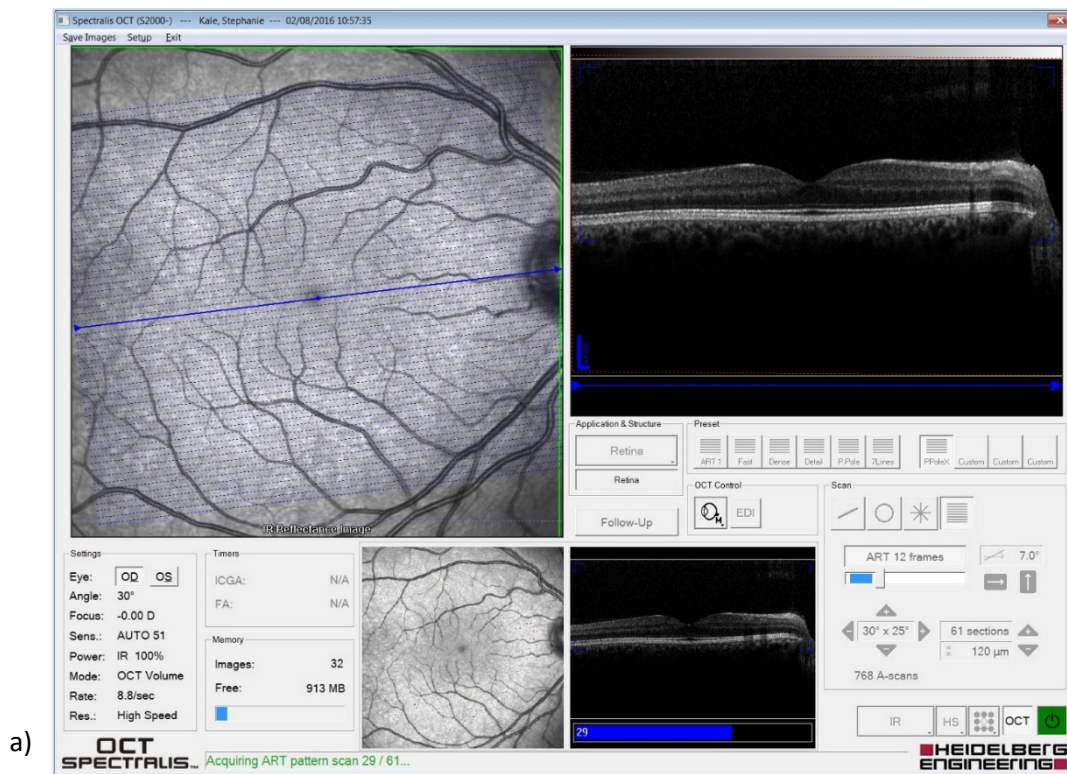 Spectralis OCT (S2000-) --- Kale, Stephanie --- 02/08/2016 10:57:35
Save Images Setup Exit
IR Reflectance Image
Application & Structure
Retina
Retina
Follow-Up
Preset
ART 1 Fast Dense Detail P.Pole 7Lines PPoleX Custom Custom Custom
OCT Control
EDI
Scan
ART 12 frames
7.0°
30° x 25°
61 sections
120 µm
768 A-scans
Settings
Eye: OD OS
Angle: 30°
Focus: -0.00 D
Sens.: AUTO 51
Power: IR 100%
Mode: OCT Volume
Rate: 8.8/sec
Res.: High Speed
Timers
ICGA: N/A
FA: N/A
Memory
Images: 32
Free: 913 MB
29
IR HS OCT
a)
OCT
SPECTRALIS™
Acquiring ART pattern scan 29 / 61...
HEIDELBERG
ENGINEERING